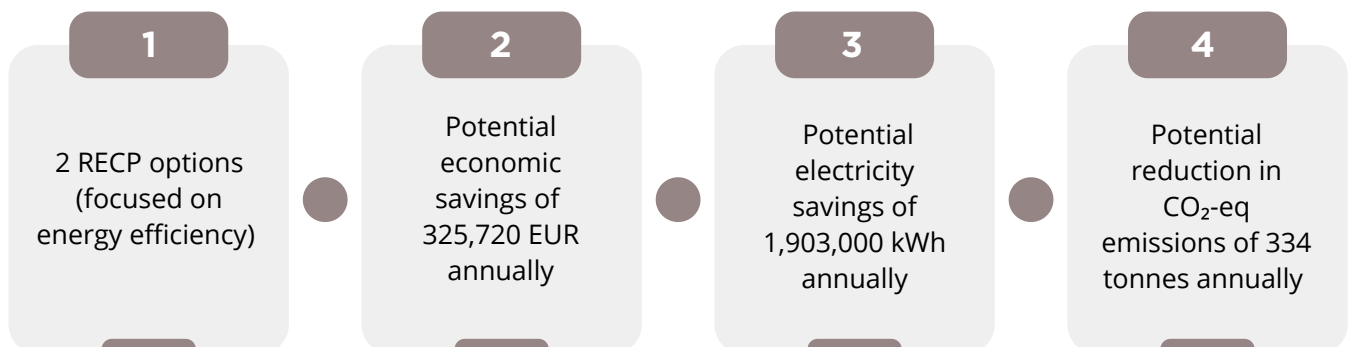 1
2 RECP options
(focused on
energy efficiency)
2
Potential
economic
savings of
325,720 EUR
annually
3
Potential
electricity
savings of
1,903,000 kWh
annually
4
Potential
reduction in
CO₂-eq
emissions of 334
tonnes annually